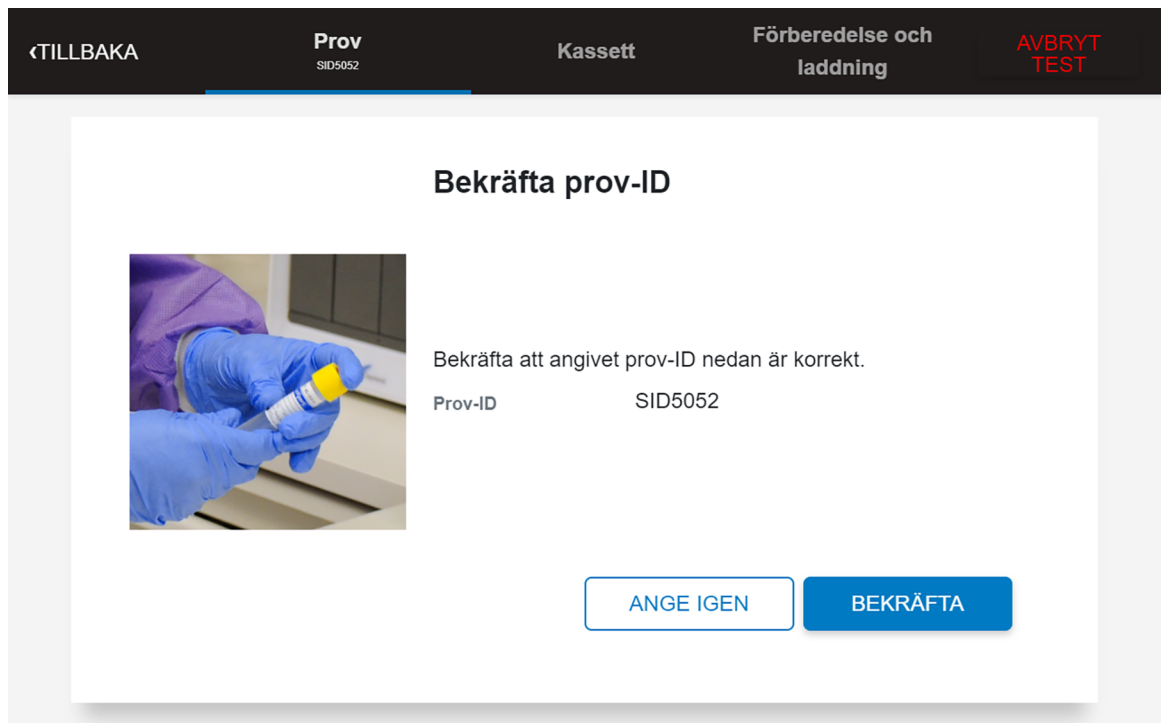 ‹TILLBAKA
Prov
SID5052
Kassett
Förberedelse och
laddning
AVBRYT
TEST
Bekräfta prov-ID
Bekräfta att angivet prov-ID nedan är korrekt.
Prov-ID SID5052
ANGE IGEN
BEKRÄFTA